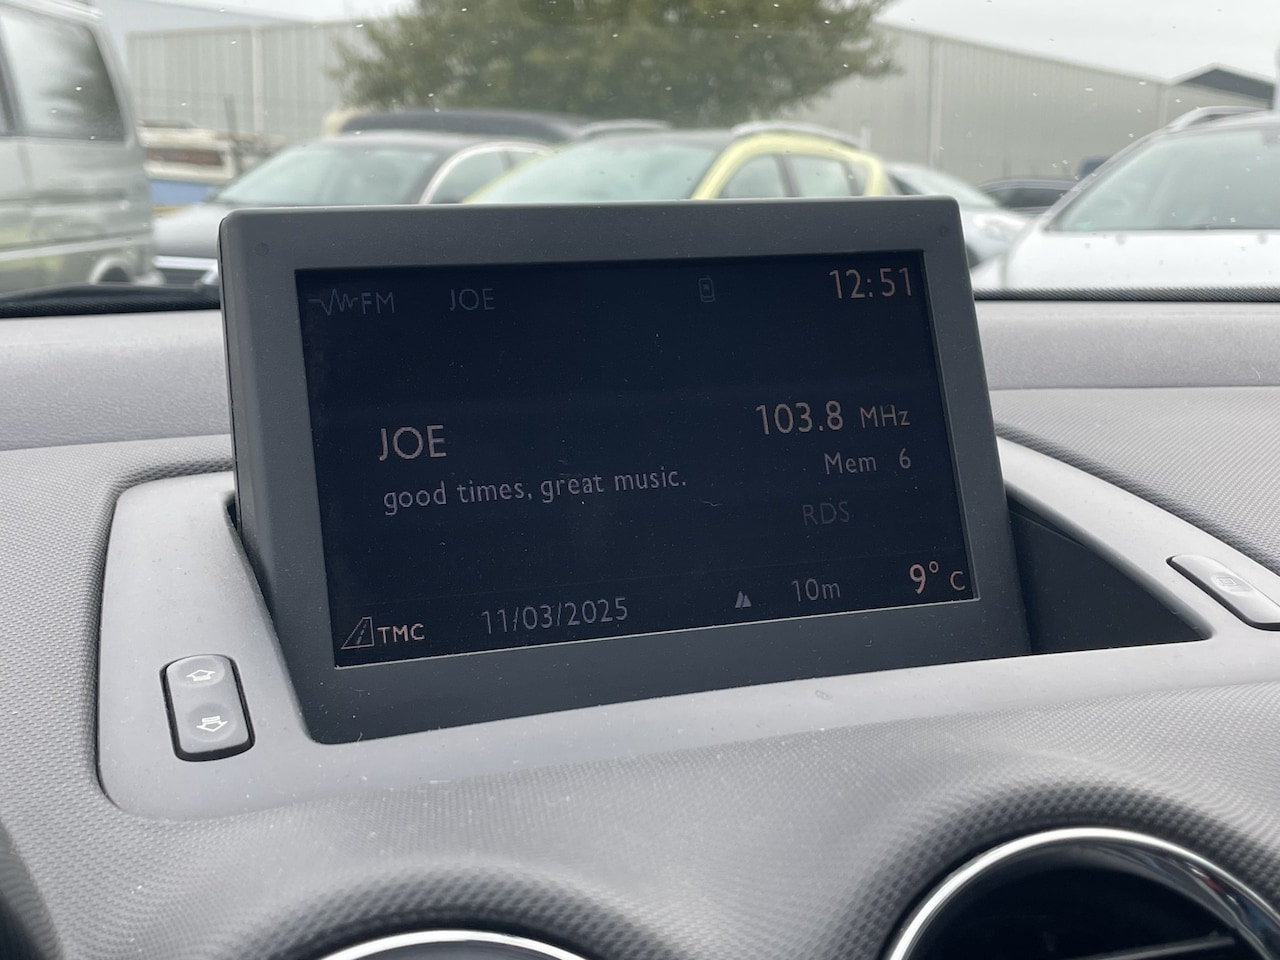 FM JOE 12:51
JOE 103.8 MHz
good times, great music. Mem 6
RDS
TMC 11/03/2025 10m 9° C